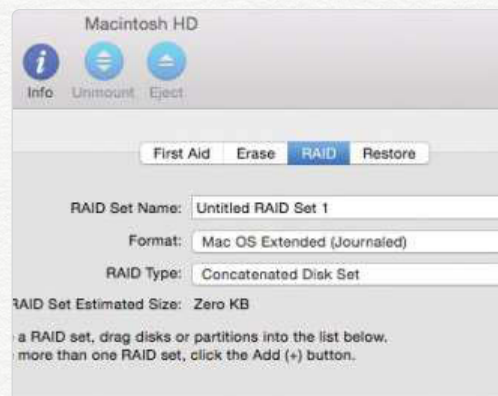 Macintosh HD
Info Unmount Eject
First Aid Erase RAID Restore
RAID Set Name: Untitled RAID Set 1
Format: Mac OS Extended (Journaled)
RAID Type: Concatenated Disk Set
RAID Set Estimated Size: Zero KB
a RAID set, drag disks or partitions into the list below.
more than one RAID set, click the Add (+) button.